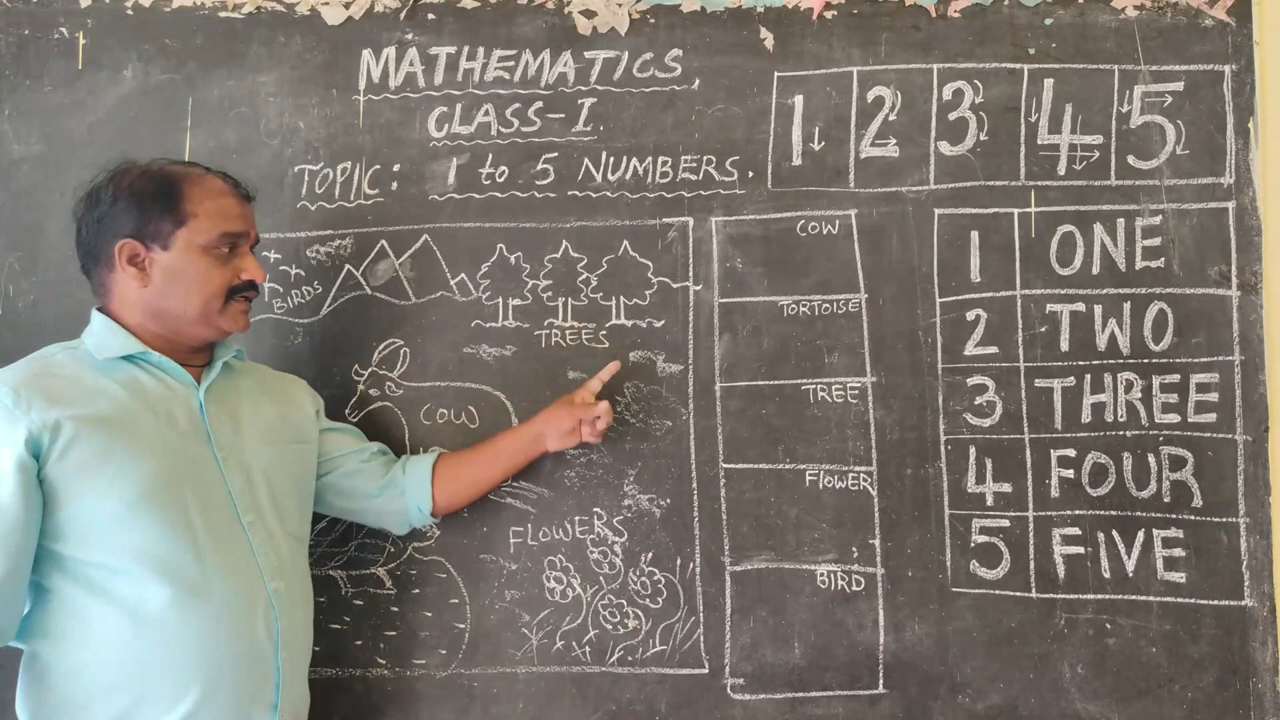 MATHEMATICS.
CLASS-I.
TOPIC: 1 to 5 NUMBERS.
1 2 3 4 5
BIRDS
TREES
COW
FLOWERS
COW
TORTOISE
TREE
FLOWER
BIRD
1 ONE
2 TWO
3 THREE
4 FOUR
5 FIVE